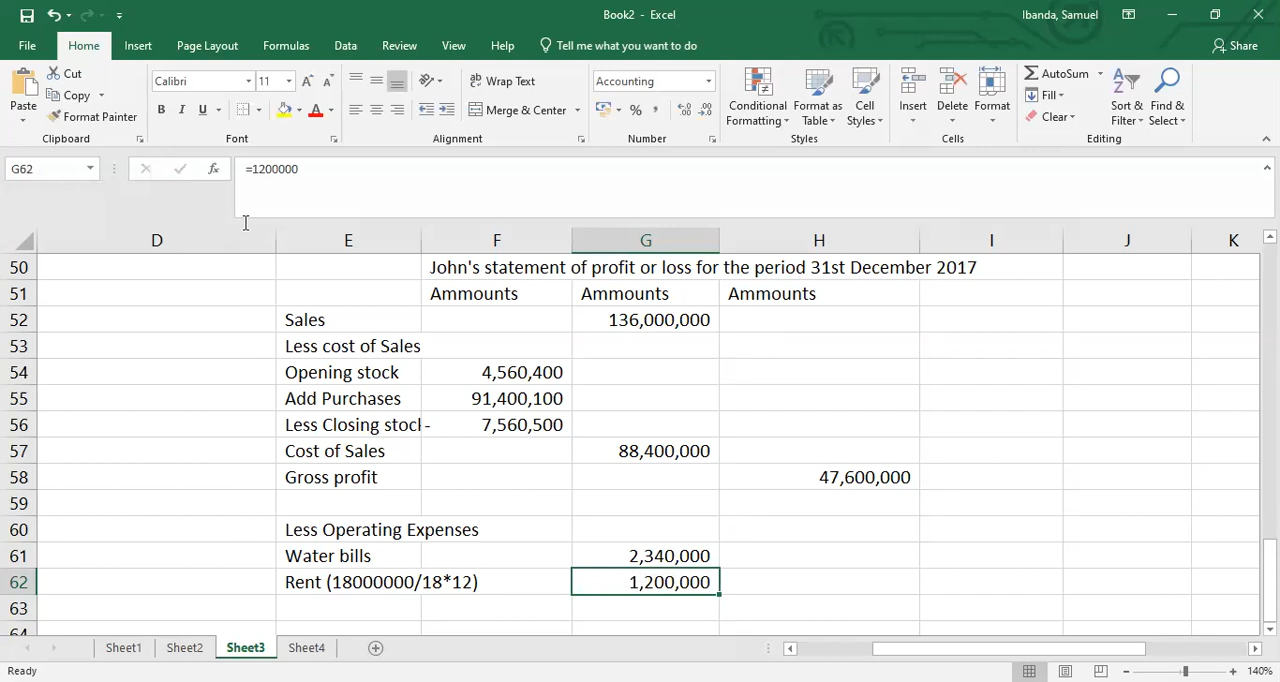 Book2 - Excel
Ibanda, Samuel
File Home Insert Page Layout Formulas Data Review View Help Tell me what you want to do Share
Paste
Cut
Copy
Format Painter
Clipboard
Calibri 11
B I U A
Font
Wrap Text
Merge & Center
Alignment
Accounting
% ,
Number
Conditional Formatting
Format as Table
Cell Styles
Styles
Insert Delete Format
Cells
AutoSum
Fill
Clear
Sort & Filter
Find & Select
Editing
G62 fx =1200000
D E F G H I J K
50 John's statement of profit or loss for the period 31st December 2017
51 Ammounts Ammounts Ammounts
52 Sales 136,000,000
53 Less cost of Sales
54 Opening stock 4,560,400
55 Add Purchases 91,400,100
56 Less Closing stock - 7,560,500
57 Cost of Sales 88,400,000
58 Gross profit 47,600,000
59
60 Less Operating Expenses
61 Water bills 2,340,000
62 Rent (18000000/18*12) 1,200,000
63
64
Sheet1 Sheet2 Sheet3 Sheet4
Ready 140%